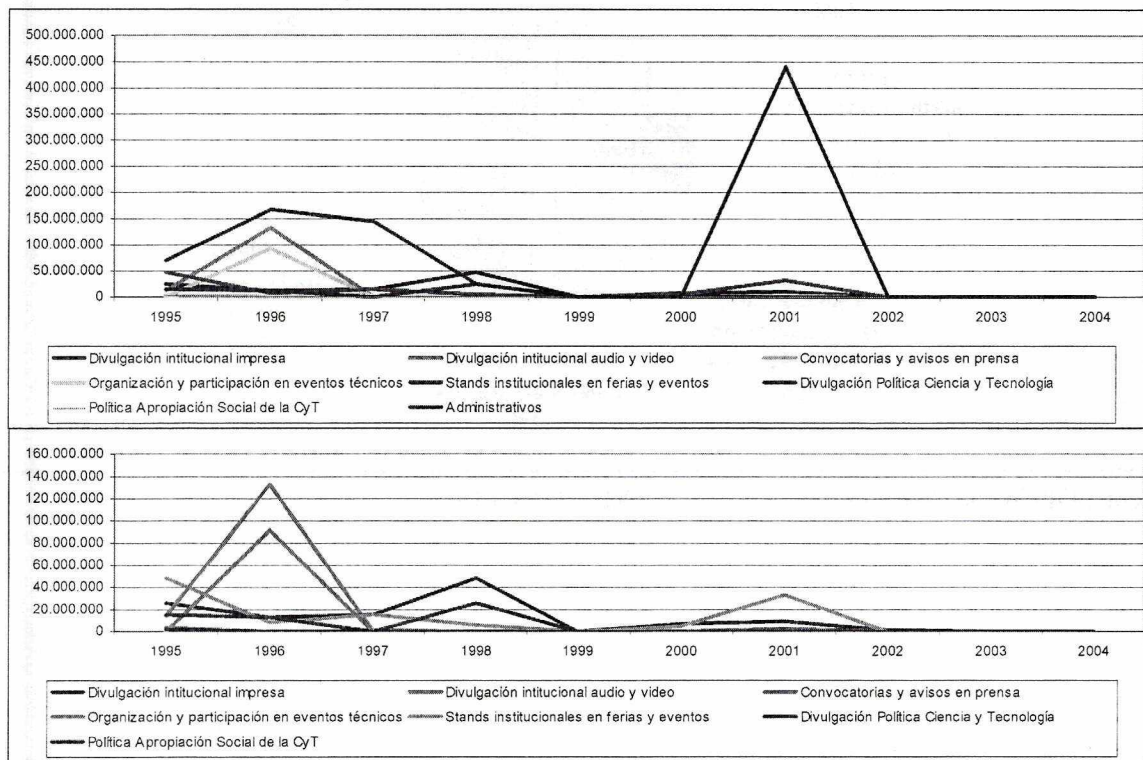 500.000.000
450.000.000
400.000.000
350.000.000
300.000.000
250.000.000
200.000.000
150.000.000
100.000.000
50.000.000
0
1995 1996 1997 1998 1999 2000 2001 2002 2003 2004
Divulgación intitucional impresa Divulgación intitucional audio y video Convocatorias y avisos en prensa
Organización y participación en eventos técnicos Stands institucionales en ferias y eventos Divulgación Política Ciencia y Tecnología
Política Apropiación Social de la CyT Administrativos
160.000.000
140.000.000
120.000.000
100.000.000
80.000.000
60.000.000
40.000.000
20.000.000
0
1995 1996 1997 1998 1999 2000 2001 2002 2003 2004
Divulgación intitucional impresa Divulgación intitucional audio y video Convocatorias y avisos en prensa
Organización y participación en eventos técnicos Stands institucionales en ferias y eventos Divulgación Política Ciencia y Tecnología
Política Apropiación Social de la CyT